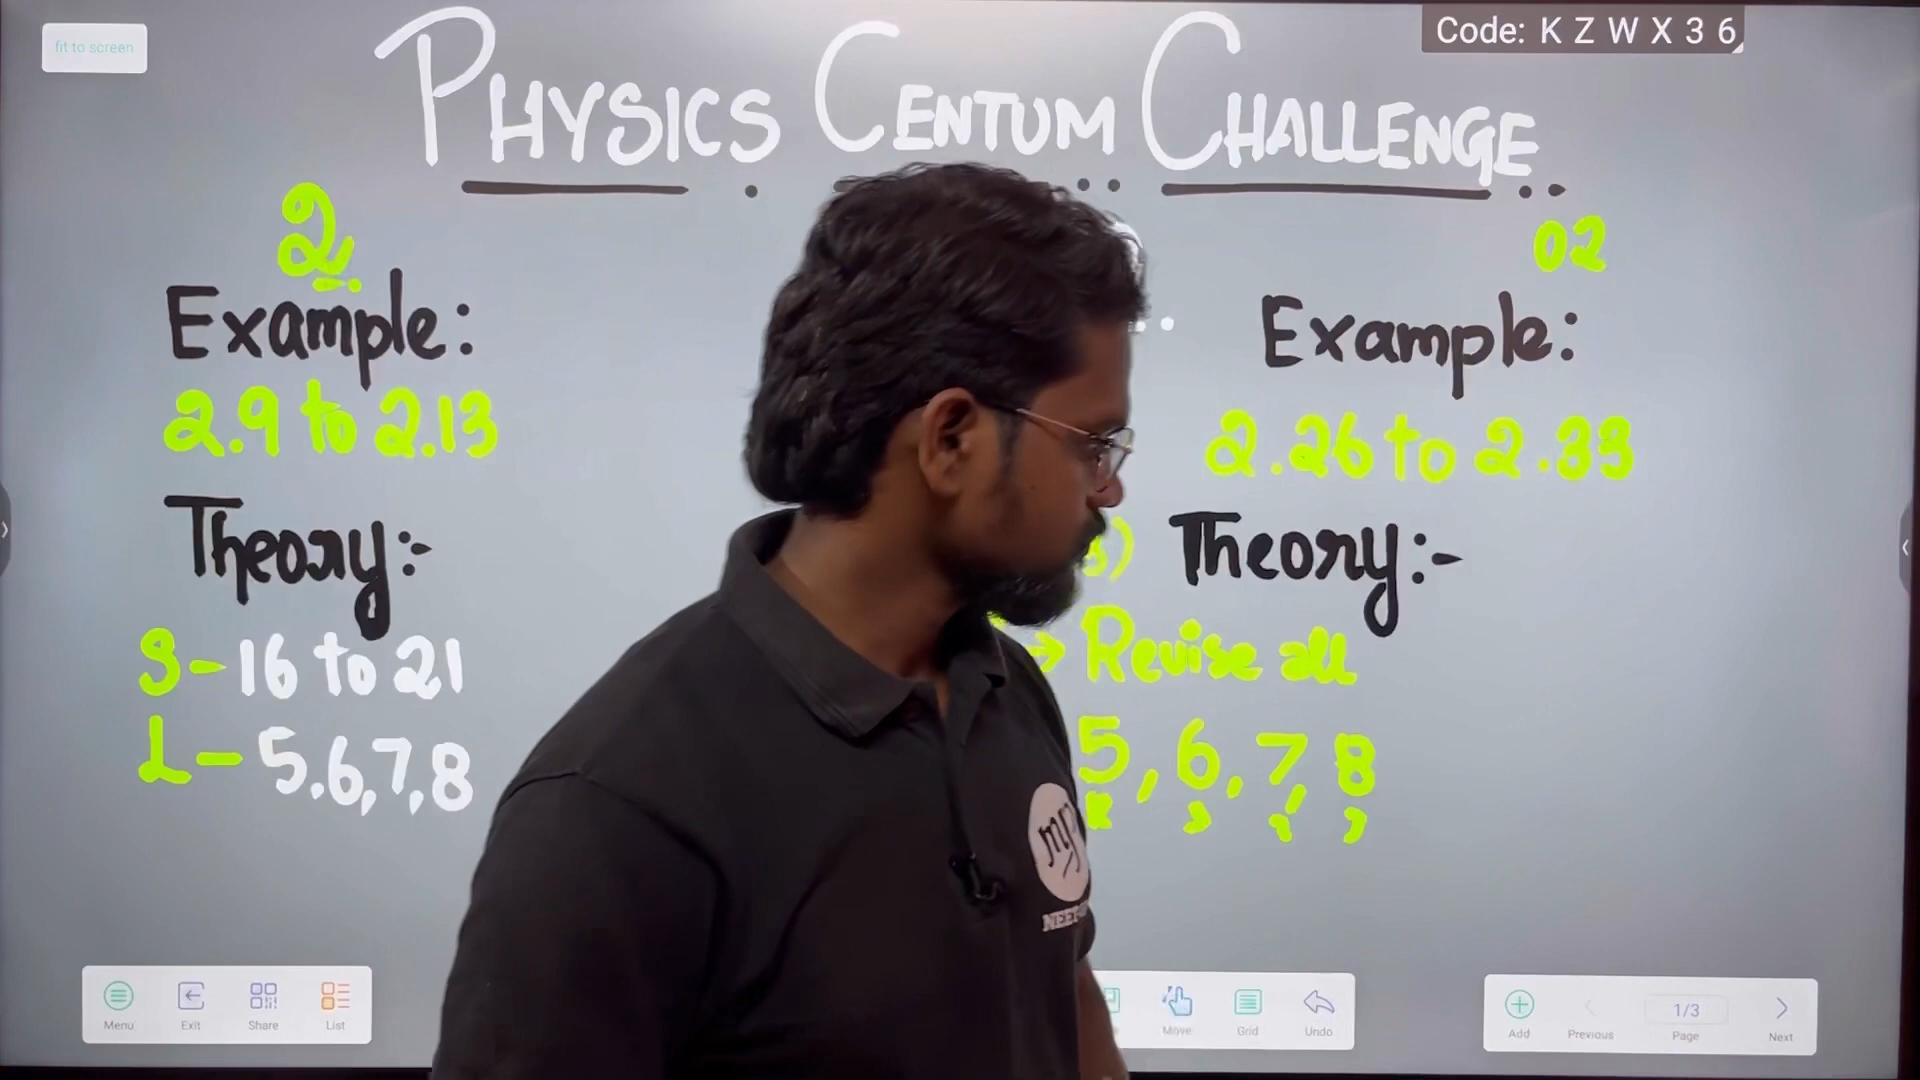 fit to screen
Code: K Z W X 3 6
PHYSICS CENTUM CHALLENGE
2
Example:
2.9 to 2.13
Theory:-
S- 16 to 21
L- 5,6,7,8
02
Example:
2.26 to 2.33
Theory:-
→ Revise all
5, 6, 7, 8
mp
Menu
Exit
Share
List
Move
Grid
Undo
Add
Previous
1/3
Page
Next